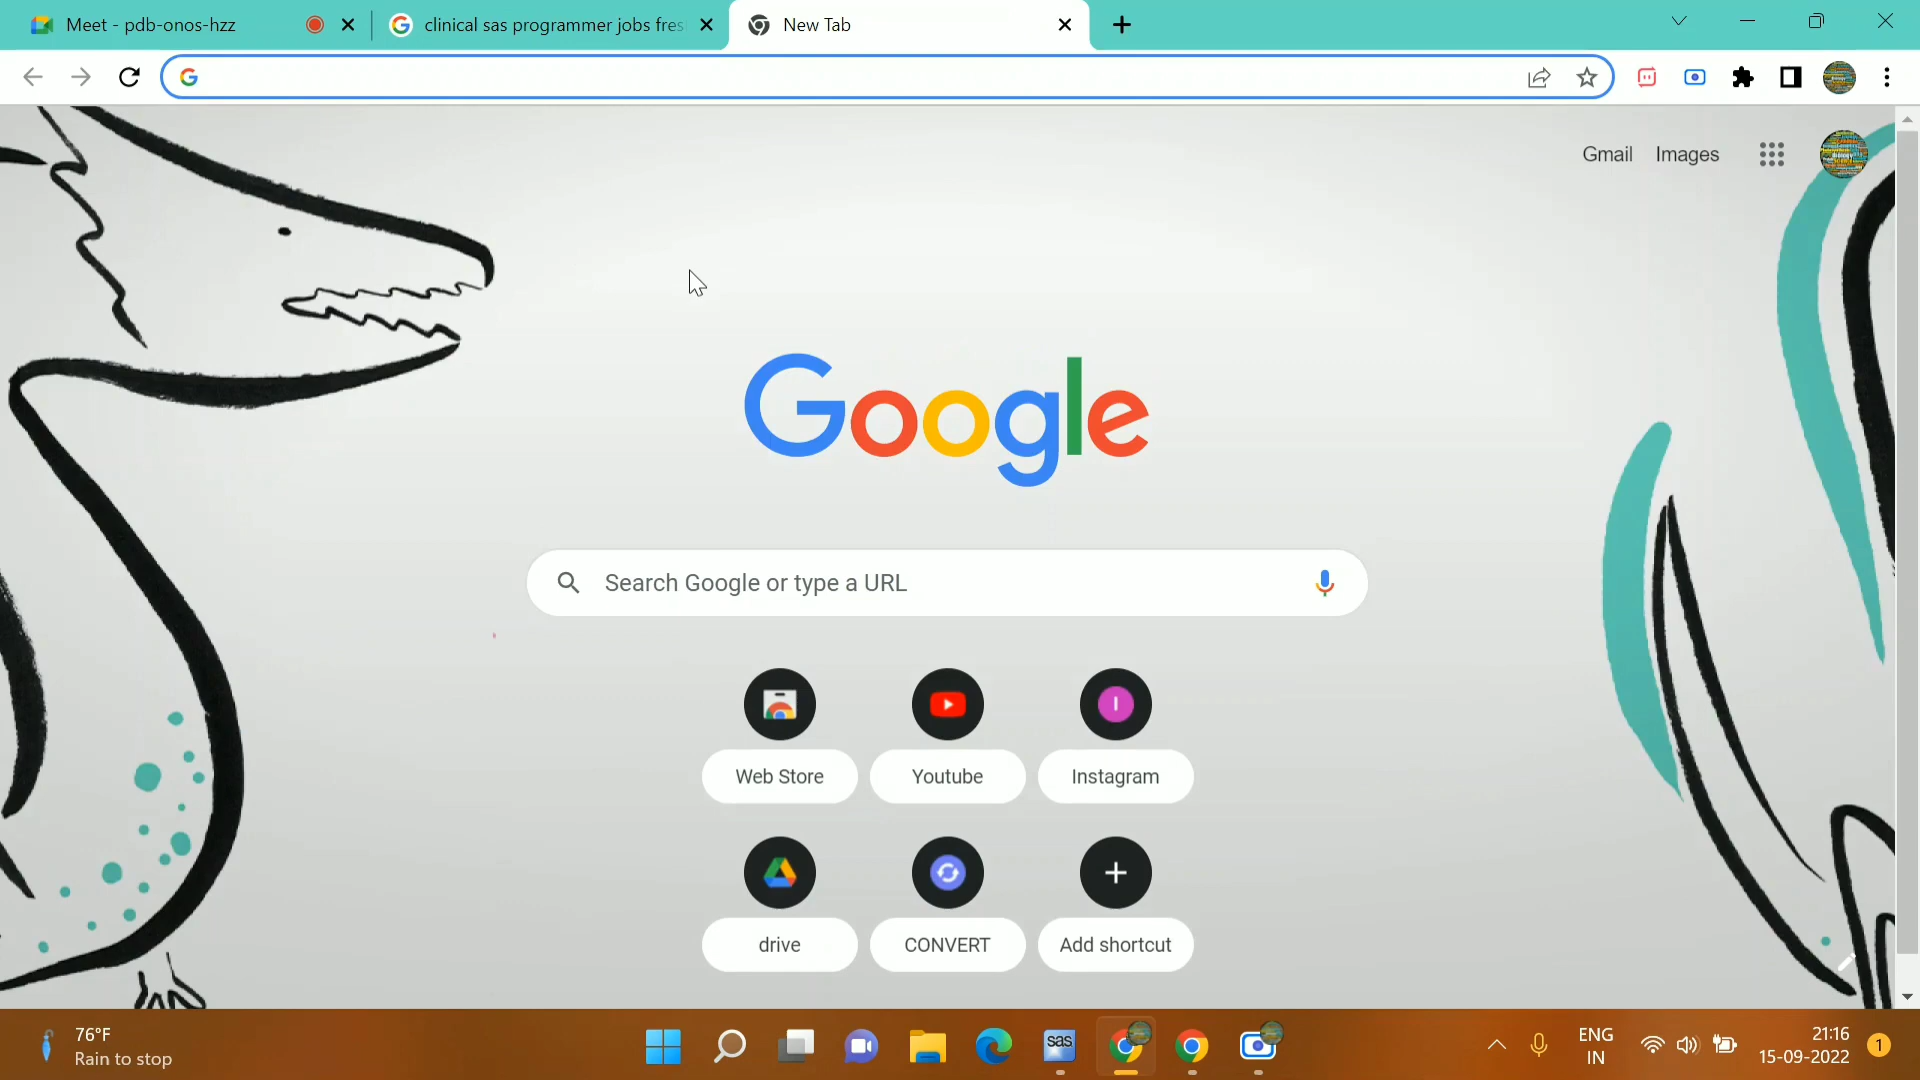 Meet - pdb-onos-hzz
clinical sas programmer jobs fres
New Tab
Gmail Images
Google
Search Google or type a URL
Web Store Youtube Instagram
drive CONVERT Add shortcut
76°F
Rain to stop
sas
ENG
IN
21:16
15-09-2022
1